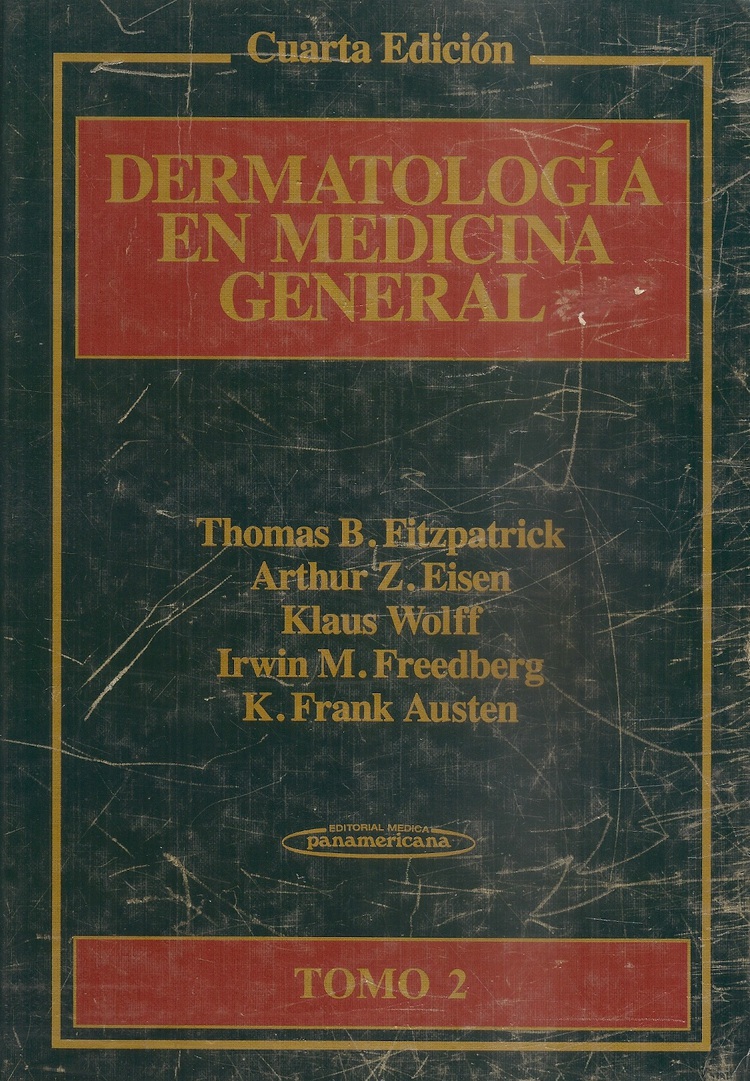 Cuarta Edición
DERMATOLOGÍA
EN MEDICINA
GENERAL
Thomas B. Fitzpatrick
Arthur Z. Eisen
Klaus Wolff
Irwin M. Freedberg
K. Frank Austen
EDITORIAL MEDICA
panamericana
TOMO 2